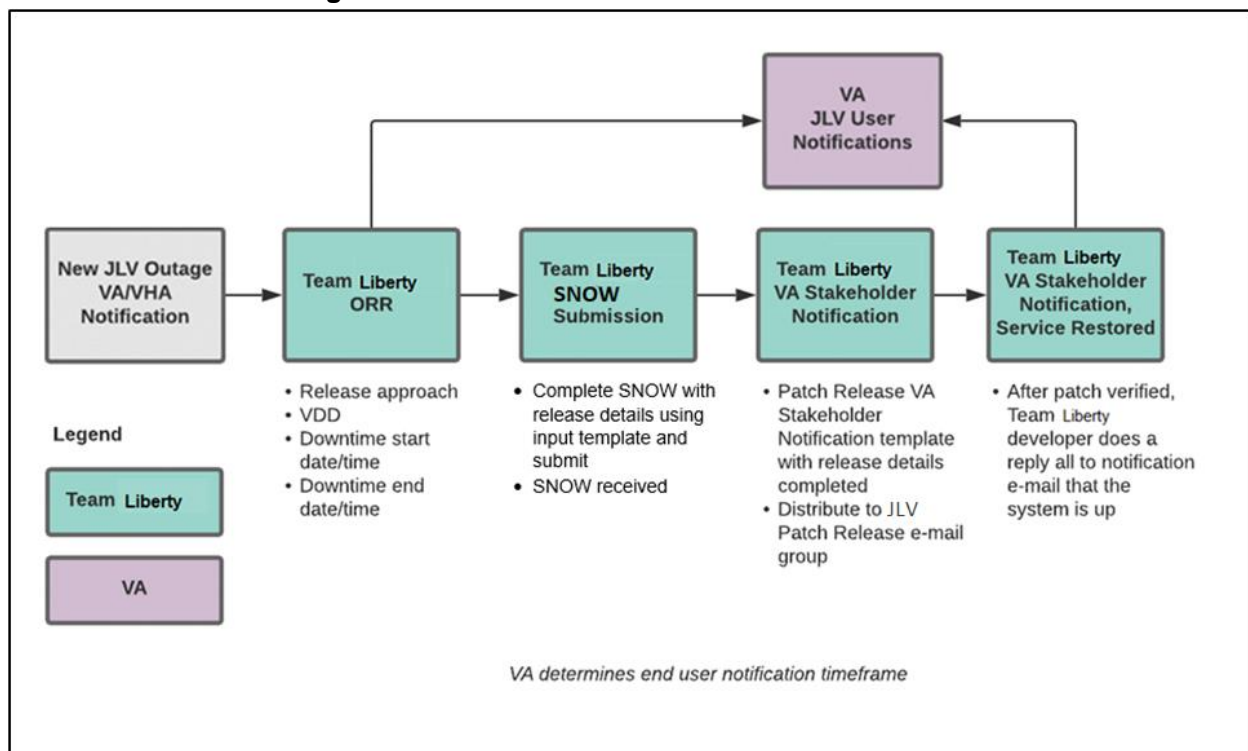 VA
JLV User
Notifications
New JLV Outage
VA/VHA
Notification
Team Liberty
ORR
Team Liberty
SNOW
Submission
Team Liberty
VA Stakeholder
Notification
Team Liberty
VA Stakeholder
Notification,
Service Restored
• Release approach
• VDD
• Downtime start
date/time
• Downtime end
date/time
• Complete SNOW with
release details using
input template and
submit
• SNOW received
• Patch Release VA
Stakeholder
Notification template
with release details
completed
• Distribute to JLV
Patch Release e-mail
group
• After patch verified,
Team Liberty
developer does a
reply all to notification
e-mail that the
system is up
Legend
Team Liberty
VA
VA determines end user notification timeframe